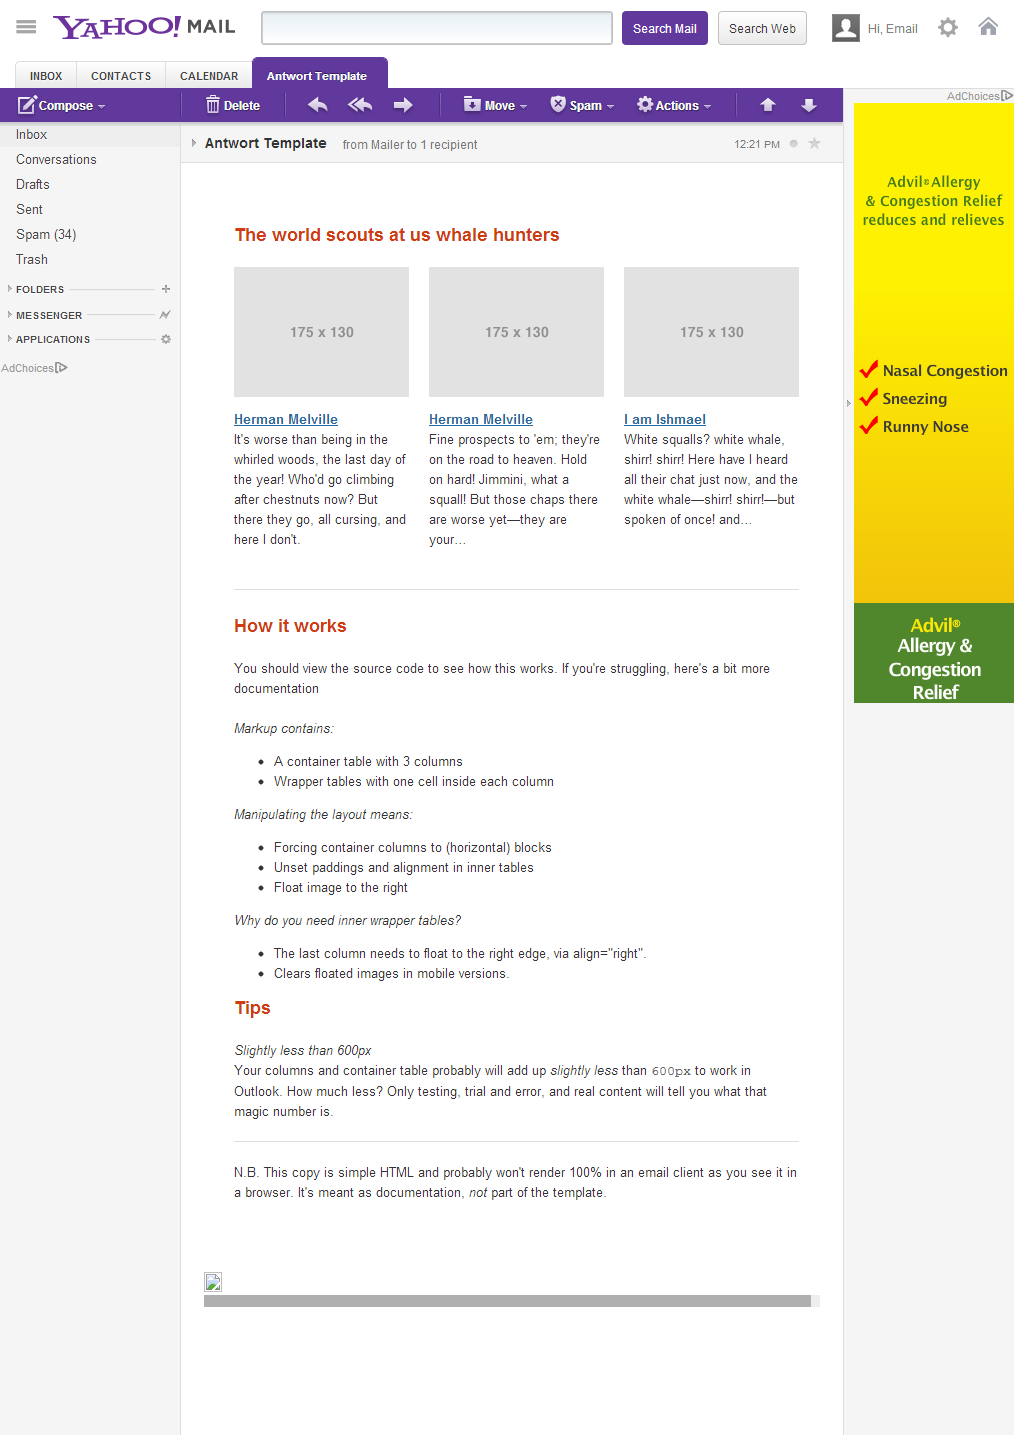 YAHOO! MAIL
Search Mail
Search Web
Hi, Email
INBOX
CONTACTS
CALENDAR
Antwort Template
Compose
Delete
Move
Spam
Actions
AdChoices
Inbox
Conversations
Drafts
Sent
Spam (34)
Trash
FOLDERS
MESSENGER
APPLICATIONS
AdChoices
Antwort Template from Mailer to 1 recipient 12:21 PM
The world scouts at us whale hunters
175 x 130
175 x 130
175 x 130
Herman Melville
It's worse than being in the
whirled woods, the last day of
the year! Who'd go climbing
after chestnuts now? But
there they go, all cursing, and
here I don't.
Herman Melville
Fine prospects to 'em; they're
on the road to heaven. Hold
on hard! Jimmini, what a
squall! But those chaps there
are worse yet—they are
your…
I am Ishmael
White squalls? white whale,
shirr! shirr! Here have I heard
all their chat just now, and the
white whale—shirr! shirr!—but
spoken of once! and…
How it works
You should view the source code to see how this works. If you're struggling, here's a bit more
documentation
Markup contains:
• A container table with 3 columns
• Wrapper tables with one cell inside each column
Manipulating the layout means:
• Forcing container columns to (horizontal) blocks
• Unset paddings and alignment in inner tables
• Float image to the right
Why do you need inner wrapper tables?
• The last column needs to float to the right edge, via align="right".
• Clears floated images in mobile versions.
Tips
Slightly less than 600px
Your columns and container table probably will add up slightly less than 600px to work in
Outlook. How much less? Only testing, trial and error, and real content will tell you what that
magic number is.
N.B. This copy is simple HTML and probably won't render 100% in an email client as you see it in
a browser. It's meant as documentation, not part of the template.
Advil® Allergy
& Congestion Relief
reduces and relieves
Nasal Congestion
Sneezing
Runny Nose
Advil®
Allergy &
Congestion
Relief